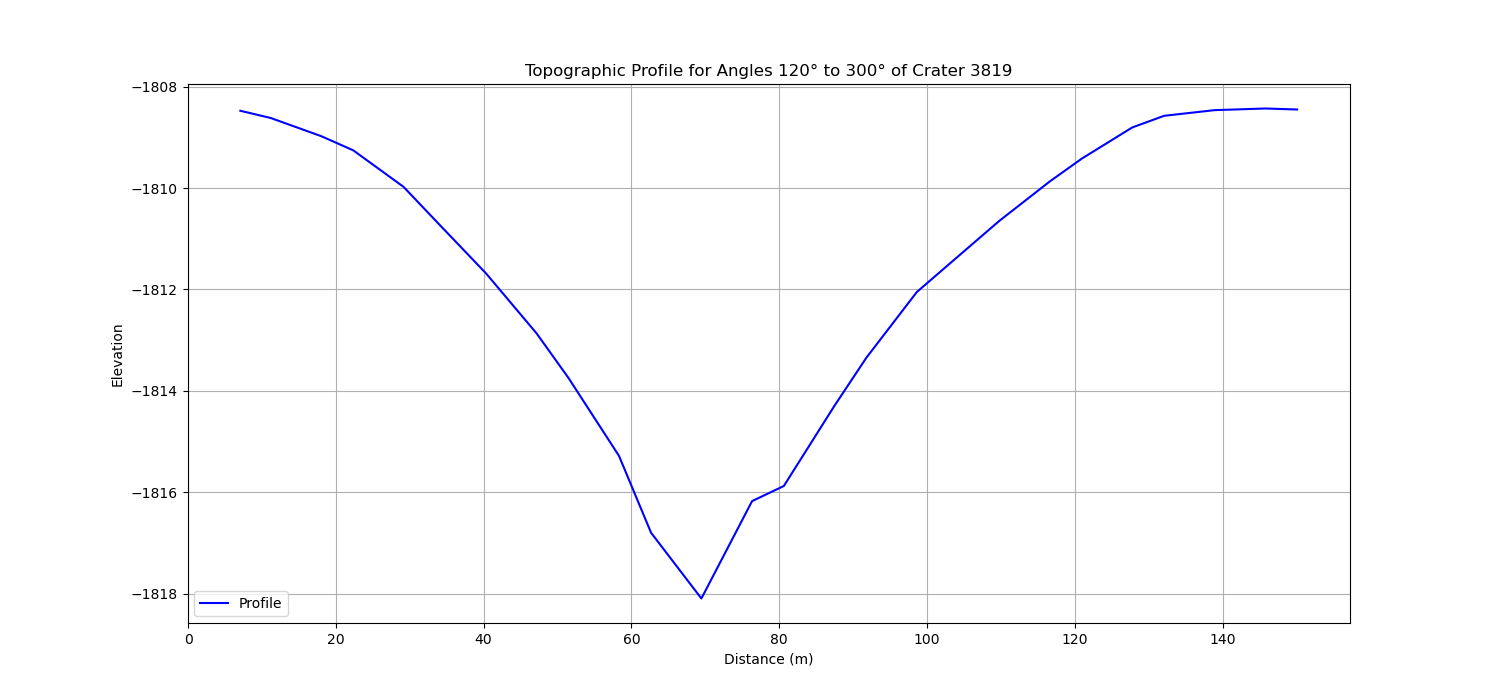 Topographic Profile for Angles 120° to 300° of Crater 3819
−1808
−1810
−1812
−1814
−1816
−1818
Elevation
Profile
0 20 40 60 80 100 120 140
Distance (m)